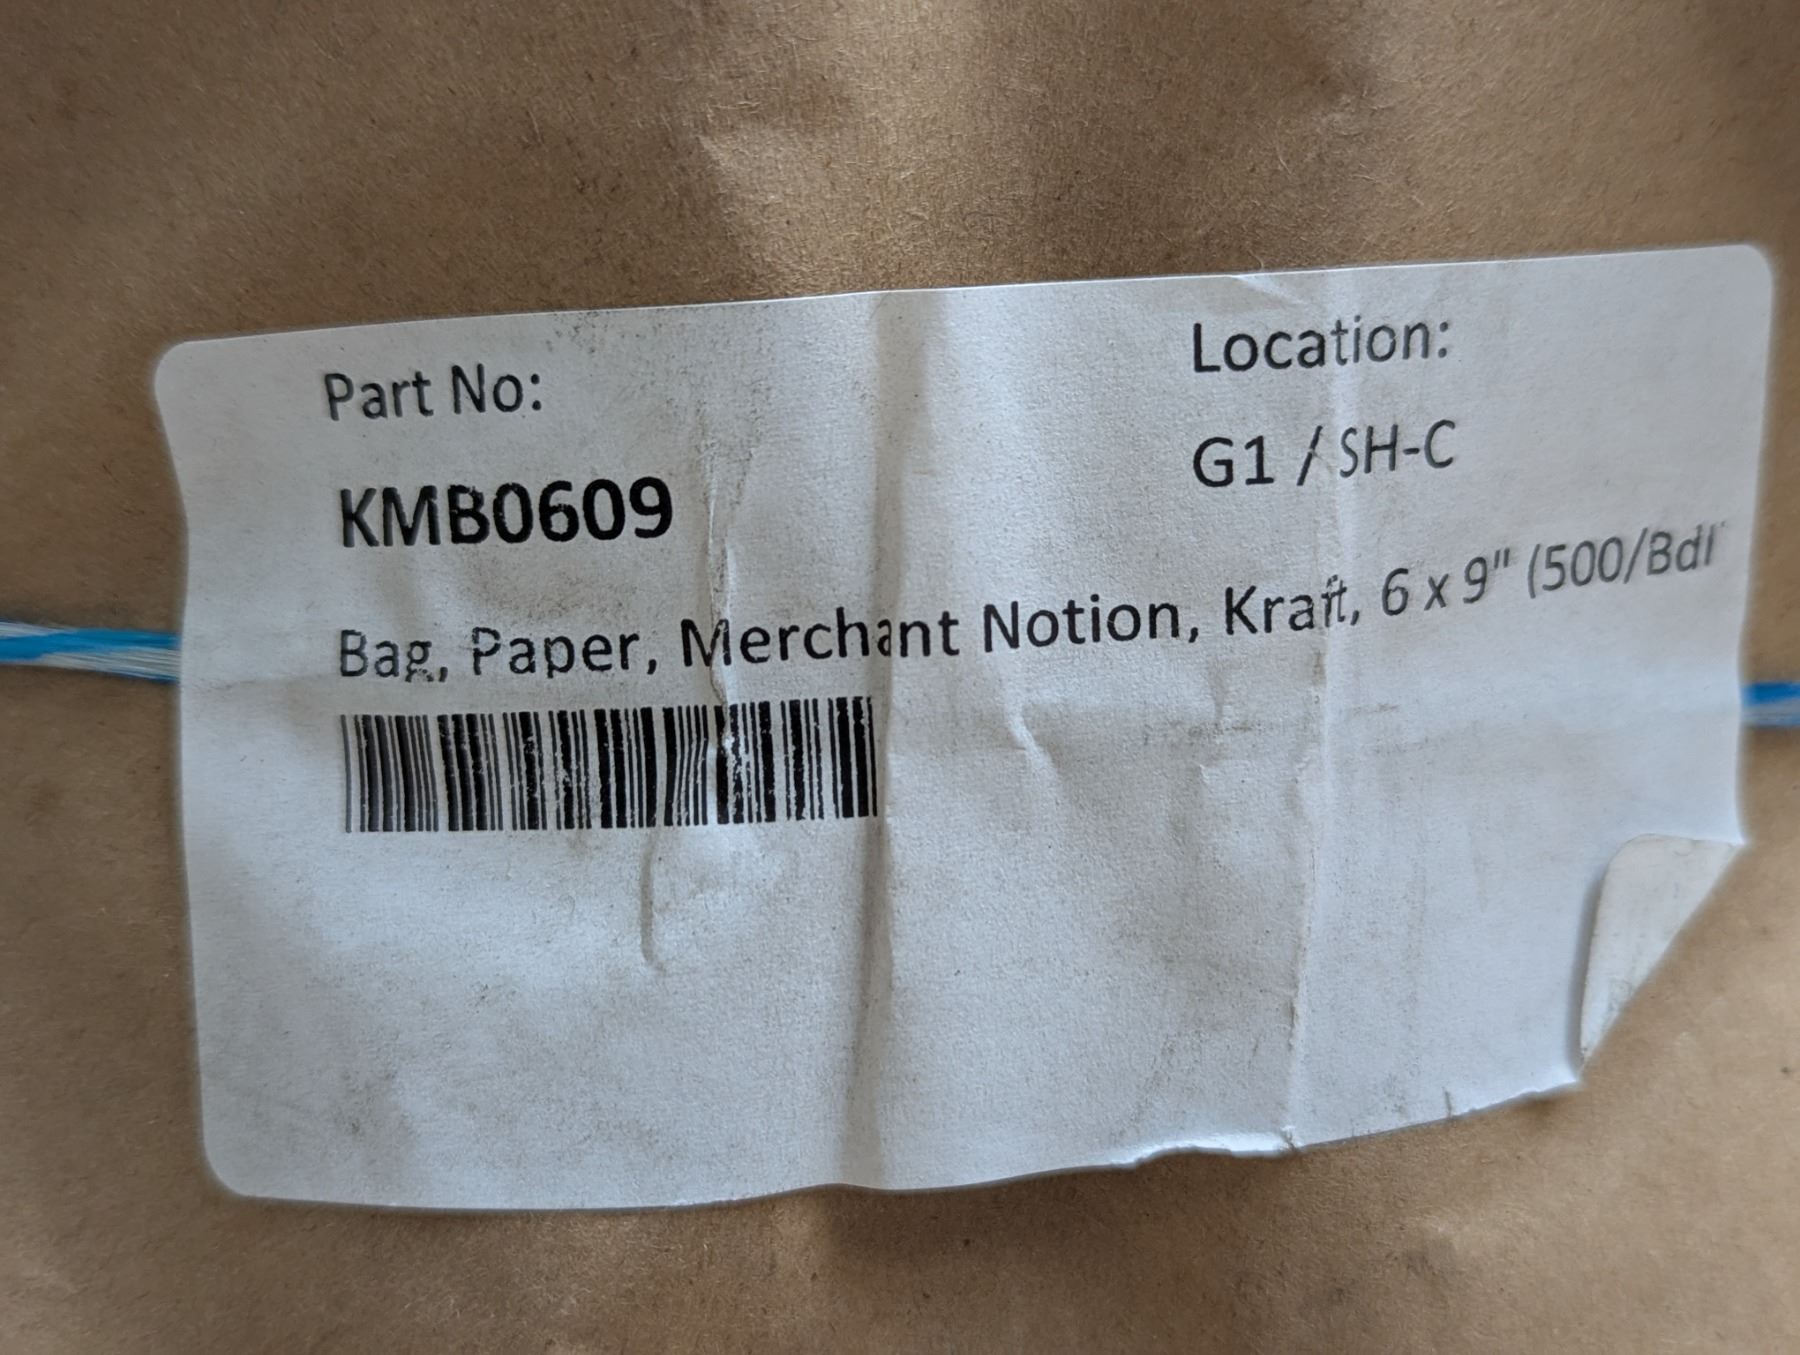 Part No:
Location:
KMB0609
G1 / SH-C
Bag, Paper, Merchant Notion, Kraft, 6 x 9" (500/Bdl